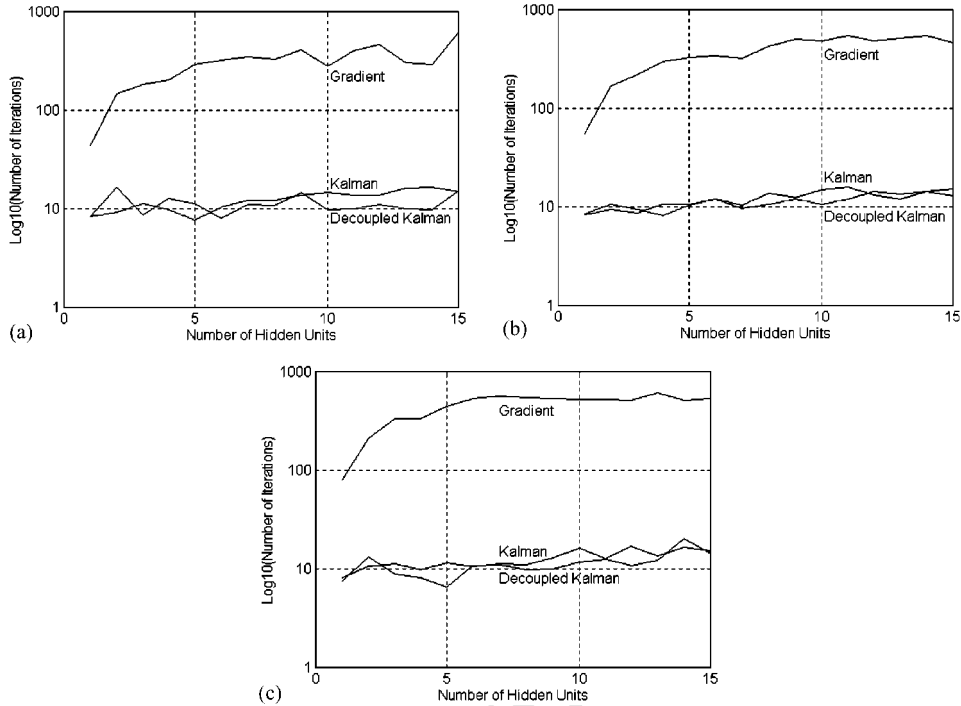 1000
100
10
1
Log10(Number of Iterations)
Gradient
Kalman
Decoupled Kalman
0
5
10
15
Number of Hidden Units
(a)
1000
100
10
1
Log10(Number of Iterations)
Gradient
Kalman
Decoupled Kalman
0
5
10
15
Number of Hidden Units
(b)
1000
100
10
1
Log10(Number of Iterations)
Gradient
Kalman
Decoupled Kalman
0
5
10
15
Number of Hidden Units
(c)